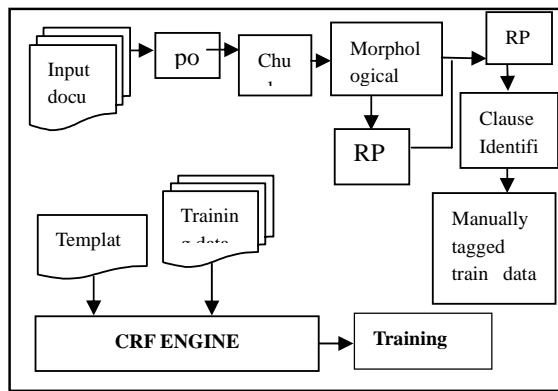 Input
docu
po
Chu
Morphol
ogical
RP
RP
Clause
Identifi
Manually
tagged
train data
Templat
Trainin
g data
CRF ENGINE
Training